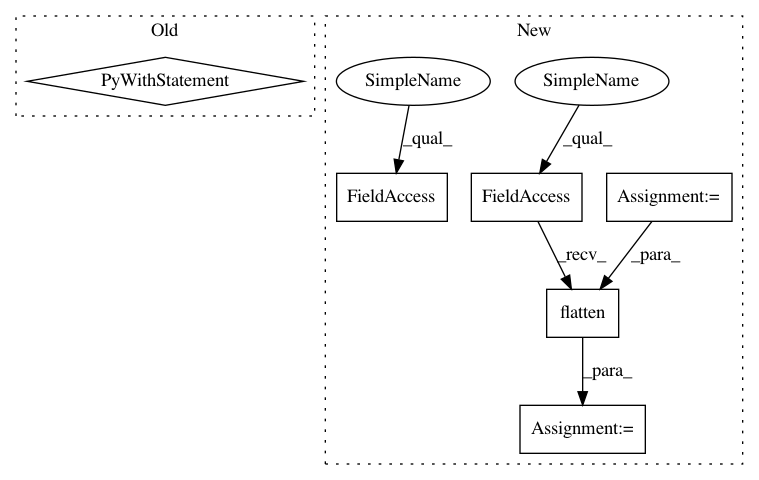 Old
New
PyWithStatement
SimpleName
SimpleName
_qual_
_qual_
FieldAccess
FieldAccess
Assignment:=
_recv_
_para_
flatten
_para_
Assignment:=